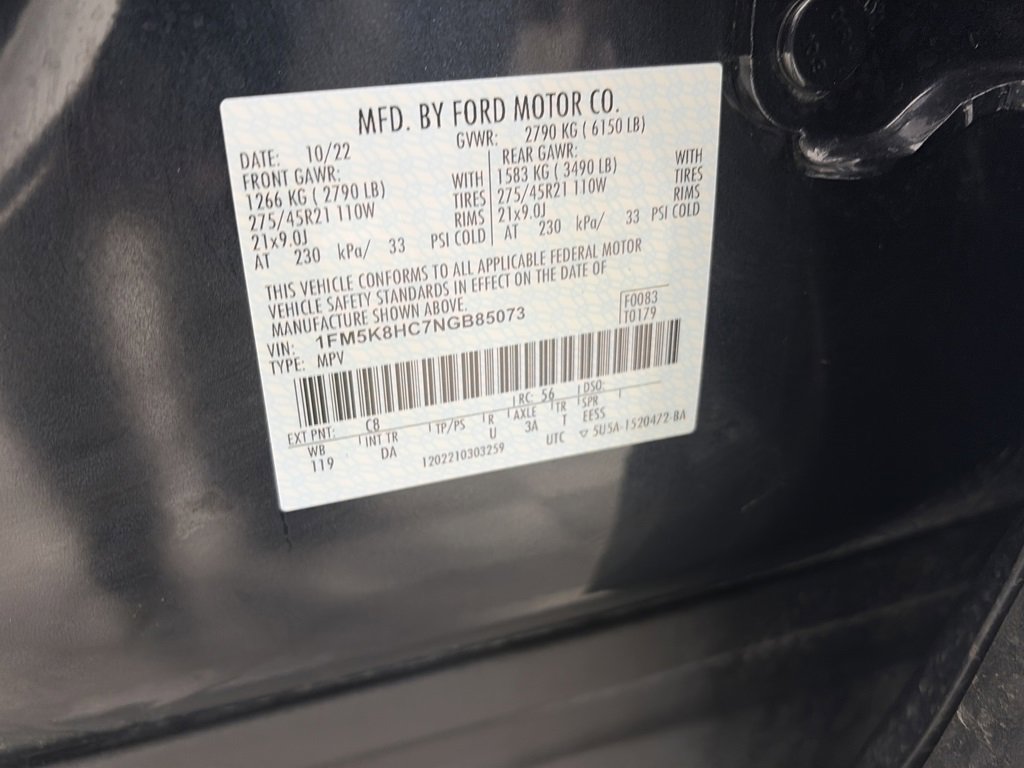 MFD. BY FORD MOTOR CO.
DATE: 10/22 GVWR: 2790 KG ( 6150 LB)
FRONT GAWR: REAR GAWR:
1266 KG ( 2790 LB) WITH 1583 KG ( 3490 LB) WITH
275/45R21 110W TIRES 275/45R21 110W TIRES
21x9.0J RIMS 21x9.0J RIMS
AT 230 kPa/ 33 PSI COLD AT 230 kPa/ 33 PSI COLD
THIS VEHICLE CONFORMS TO ALL APPLICABLE FEDERAL MOTOR
VEHICLE SAFETY STANDARDS IN EFFECT ON THE DATE OF
MANUFACTURE SHOWN ABOVE. F0083
VIN: 1FM5K8HC7NGB85073 T0179
TYPE: MPV
EXT PNT: C8 RC: 56 DSO:
WB INT TR TP/PS R AXLE TR SPR
119 DA U 3A T EESS
1202210303259 UTC ▽ 5U5A-1520472-BA